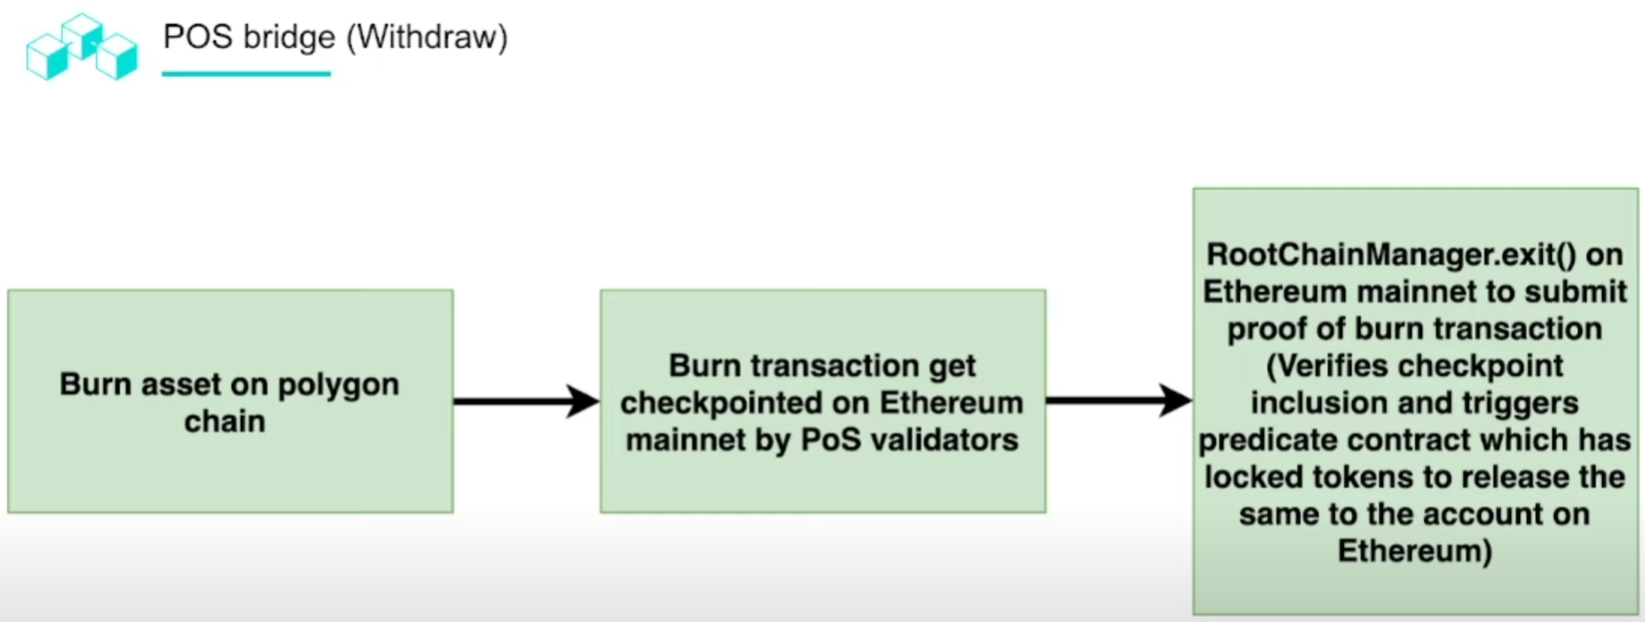 POS bridge (Withdraw)
Burn asset on polygon
chain
Burn transaction get
checkpointed on Ethereum
mainnet by PoS validators
RootChainManager.exit() on
Ethereum mainnet to submit
proof of burn transaction
(Verifies checkpoint
inclusion and triggers
predicate contract which has
locked tokens to release the
same to the account on
Ethereum)